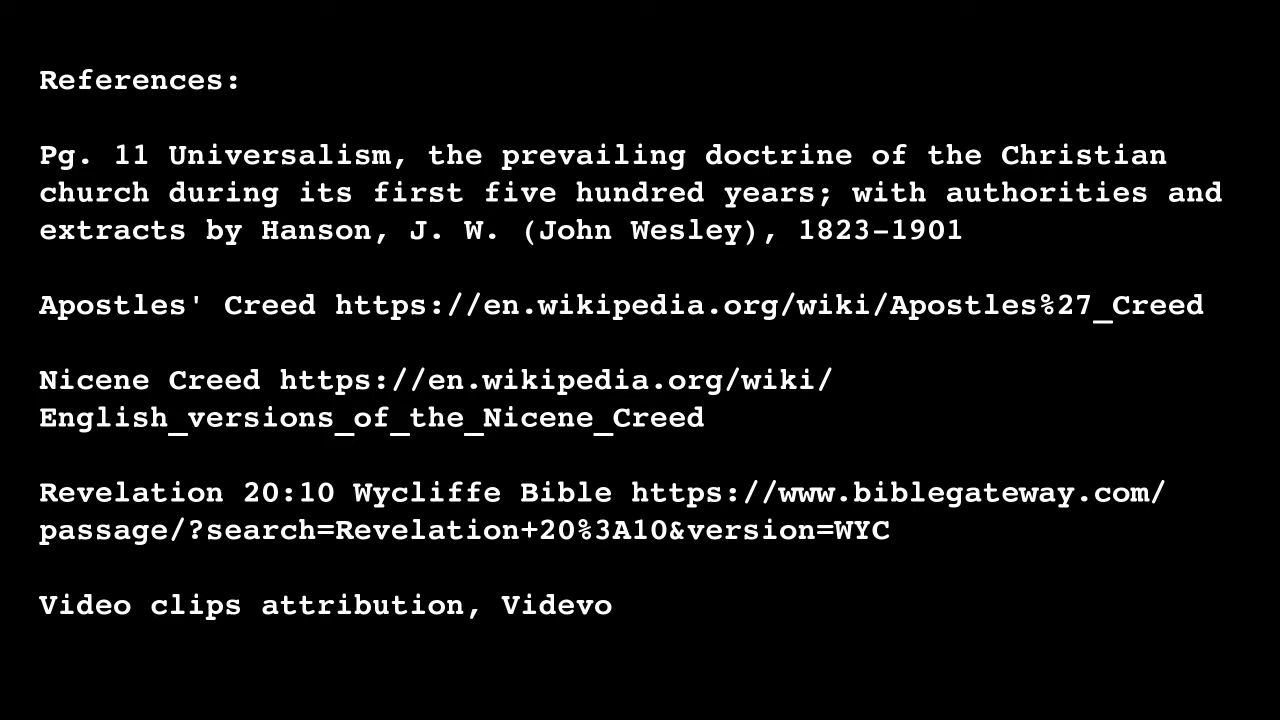 References:
Pg. 11 Universalism, the prevailing doctrine of the Christian
church during its first five hundred years; with authorities and
extracts by Hanson, J. W. (John Wesley), 1823-1901
Apostles' Creed https://en.wikipedia.org/wiki/Apostles%27_Creed
Nicene Creed https://en.wikipedia.org/wiki/
English_versions_of_the_Nicene_Creed
Revelation 20:10 Wycliffe Bible https://www.biblegateway.com/
passage/?search=Revelation+20%3A10&version=WYC
Video clips attribution, Videvo